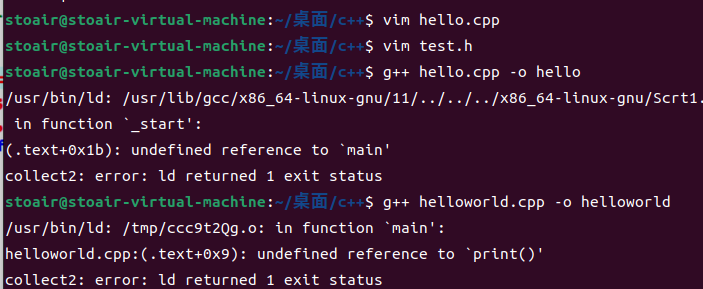 stoair@stoair-virtual-machine:~/桌面/c++$ vim hello.cpp
stoair@stoair-virtual-machine:~/桌面/c++$ vim test.h
stoair@stoair-virtual-machine:~/桌面/c++$ g++ hello.cpp -o hello
/usr/bin/ld: /usr/lib/gcc/x86_64-linux-gnu/11/../../../x86_64-linux-gnu/Scrt1.
 in function `_start':
(.text+0x1b): undefined reference to `main'
collect2: error: ld returned 1 exit status
stoair@stoair-virtual-machine:~/桌面/c++$ g++ helloworld.cpp -o helloworld
/usr/bin/ld: /tmp/ccc9t2Qg.o: in function `main':
helloworld.cpp:(.text+0x9): undefined reference to `print()'
collect2: error: ld returned 1 exit status